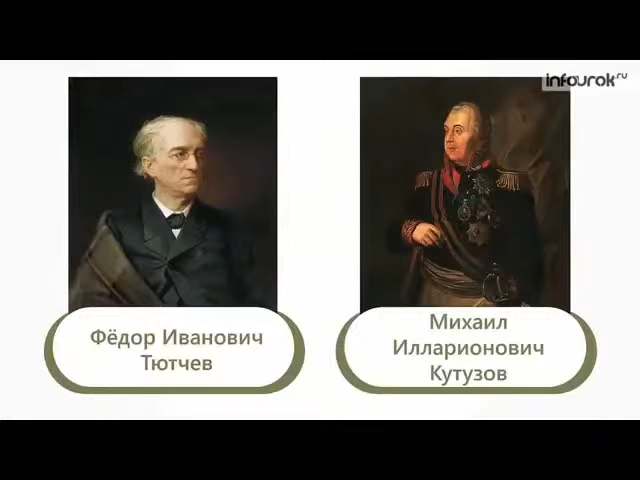 infourok.ru
Фёдор Иванович
Тютчев
Михаил
Илларионович
Кутузов